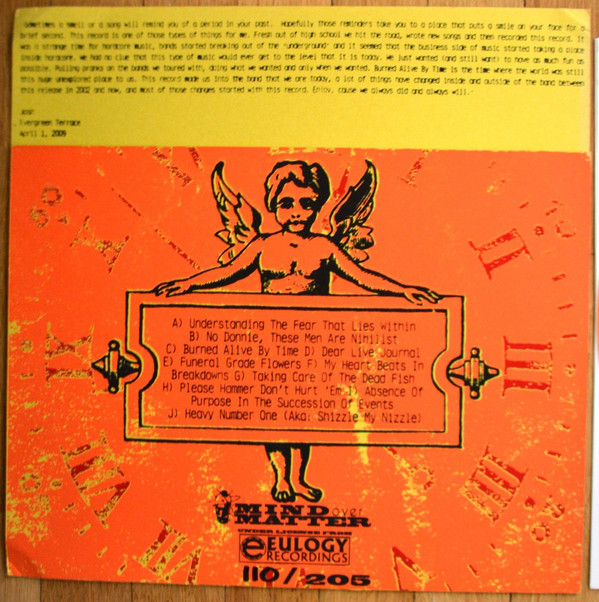 Sometimes a smell or a song will remind you of a period in your past. Hopefully those reminders take you to a place that puts a smile on your face for a
brief second. This record is one of those types of things for me. Fresh out of high school we hit the road, wrote new songs and then recorded this record. It
was a strange time for hardcore music, bands started breaking out of the "underground" and it seemed that the business side of music started taking a place
inside hardcore. We had no clue that this type of music would ever get to the level that it is today. We just wanted (and still want) to have as much fun as
possible. Pulling pranks on the bands we toured with, doing what we wanted and only when we wanted. Burned Alive By Time is the time where the world was still
this huge unexplored place to us. This record made us into the band that we are today, a lot of things have changed inside and outside of the band between
this release in 2002 and now, and most of those changes started with this record. Enjoy, cause we always did and always will.
Josh
Evergreen Terrace
April 1, 2009
II
III
IIII
VII
VIII
IX
X
A) Understanding The Fear That Lies Within
B) No Donnie, These Men Are Nihilist
C) Burned Alive By Time D) Dear Live Journal
E) Funeral Grade Flowers F) My Heart Beats In
Breakdowns G) Taking Care Of The Dead Fish
H) Please Hammer Don't Hurt 'Em I) Absence Of
Purpose In The Succession Of Events
J) Heavy Number One (Aka: Shizzle My Nizzle)
MIND over
MATTER
UNDER LICENSE FROM
e EULOGY
RECORDINGS
110/205